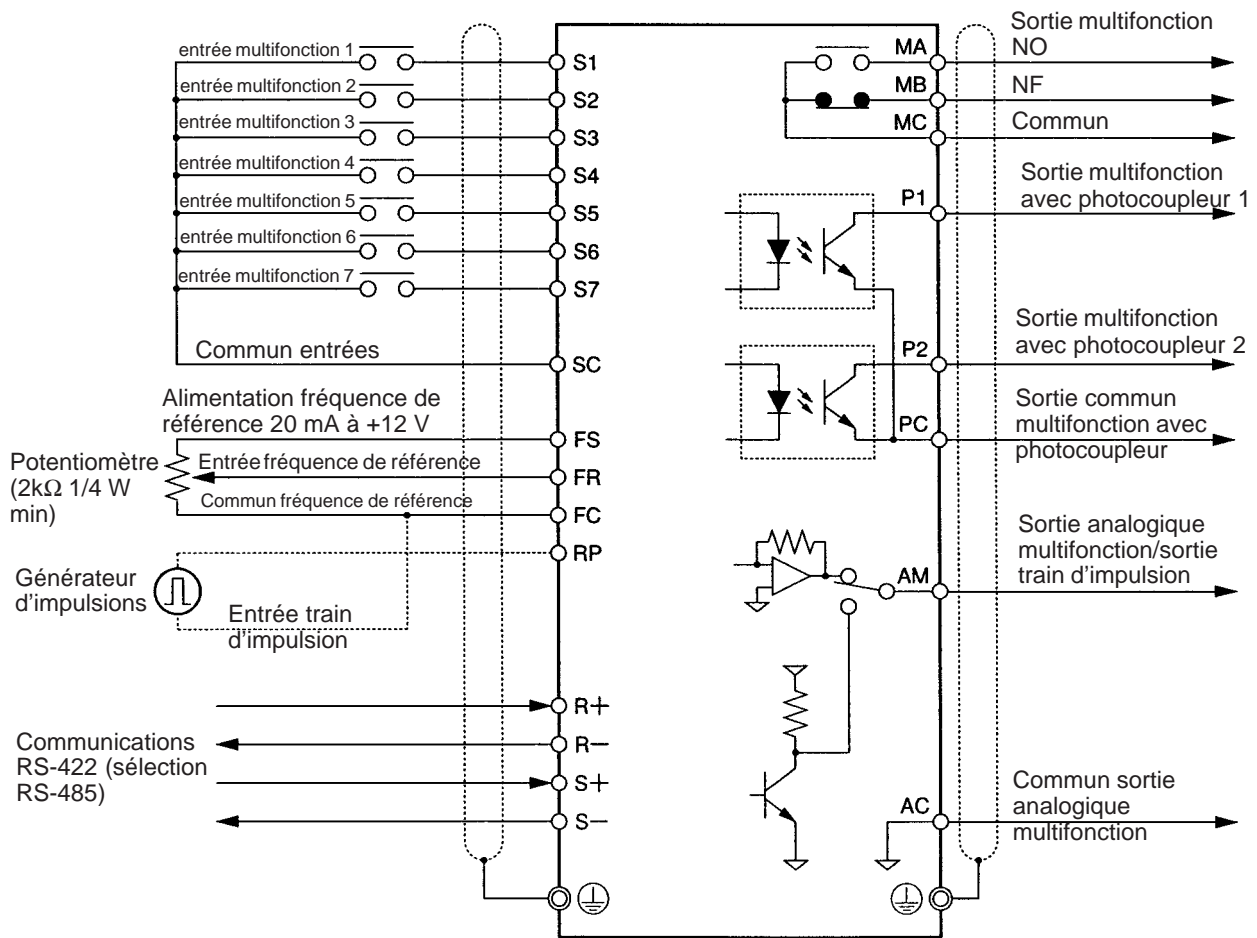 entrée multifonction 1
entrée multifonction 2
entrée multifonction 3
entrée multifonction 4
entrée multifonction 5
entrée multifonction 6
entrée multifonction 7
Commun entrées
Alimentation fréquence de
référence 20 mA à +12 V
Potentiomètre
(2kΩ 1/4 W
min)
Entrée fréquence de référence
Commun fréquence de référence
Générateur
d'impulsions
Entrée train
d'impulsion
Communications
RS-422 (sélection
RS-485)
S1
S2
S3
S4
S5
S6
S7
SC
FS
FR
FC
RP
R+
R−
S+
S−
MA
MB
MC
P1
P2
PC
AM
AC
Sortie multifonction
NO
NF
Commun
Sortie multifonction
avec photocoupleur 1
Sortie multifonction
avec photocoupleur 2
Sortie commun
multifonction avec
photocoupleur
Sortie analogique
multifonction/sortie
train d'impulsion
Commun sortie
analogique
multifonction